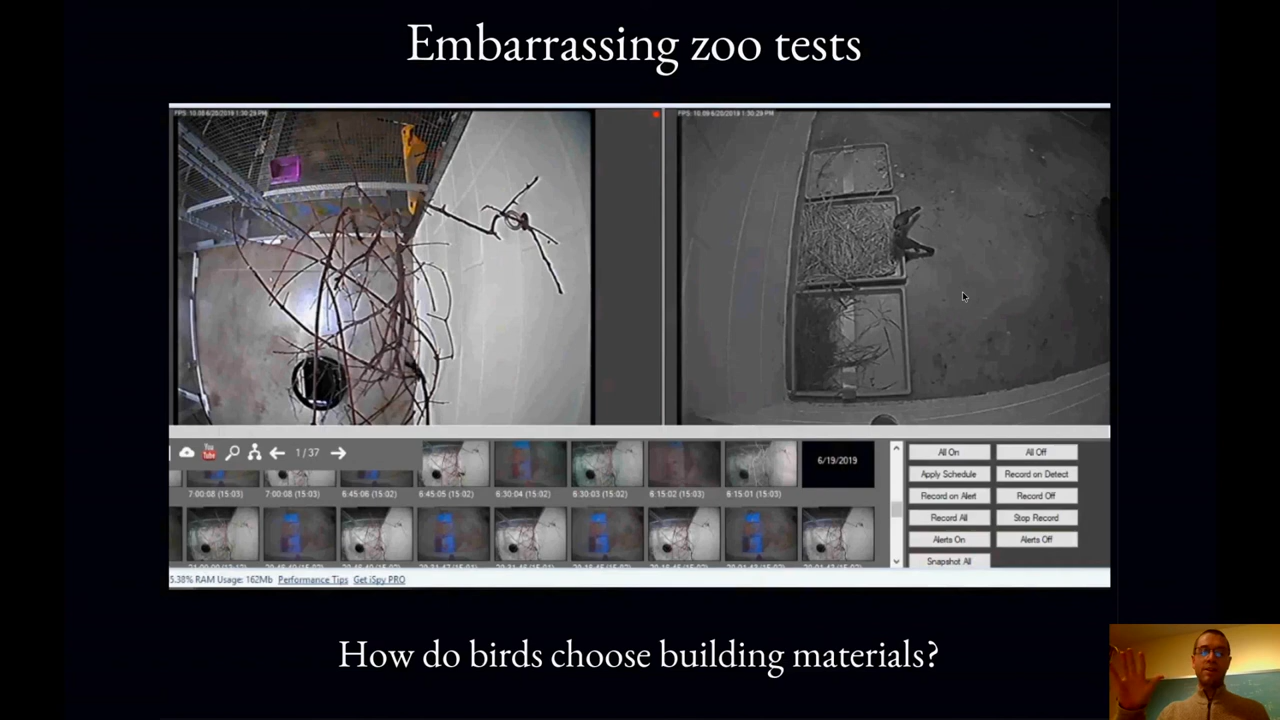 Embarrassing zoo tests
1/37
6/19/2019
7:00:08 (15:03) 7:00:08 (15:03) 6:45:06 (15:02) 6:45:05 (15:02) 6:30:04 (15:02) 6:30:03 (15:02) 6:15:02 (15:03) 6:15:01 (15:03)
All On All Off
Apply Schedule Record on Detect
Record on Alert Record Off
Record All Stop Record
Alerts On Alerts Off
Snapshot All
5.38% RAM Usage: 162Mb Performance Tips Get iSpy PRO
How do birds choose building materials?